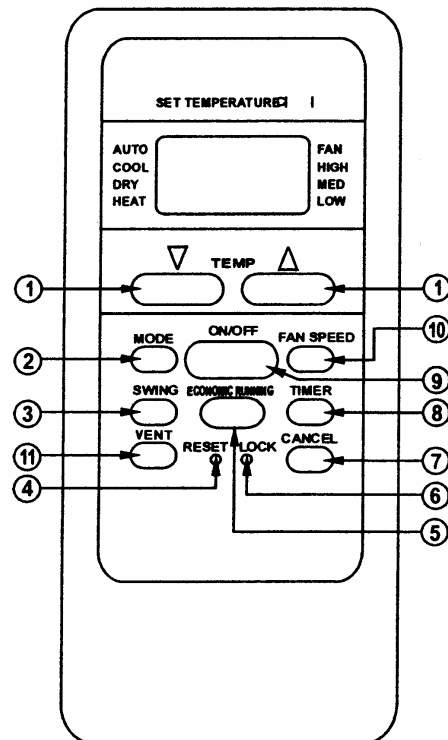 SET TEMPERATURE
AUTO FAN
COOL HIGH
DRY MED
HEAT LOW
TEMP
1 1
ON/OFF
MODE FAN SPEED
10
2
9
SWING ECONOMIC RUNNING TIMER
3 8
VENT RESET LOCK CANCEL
11 7
4 6
5